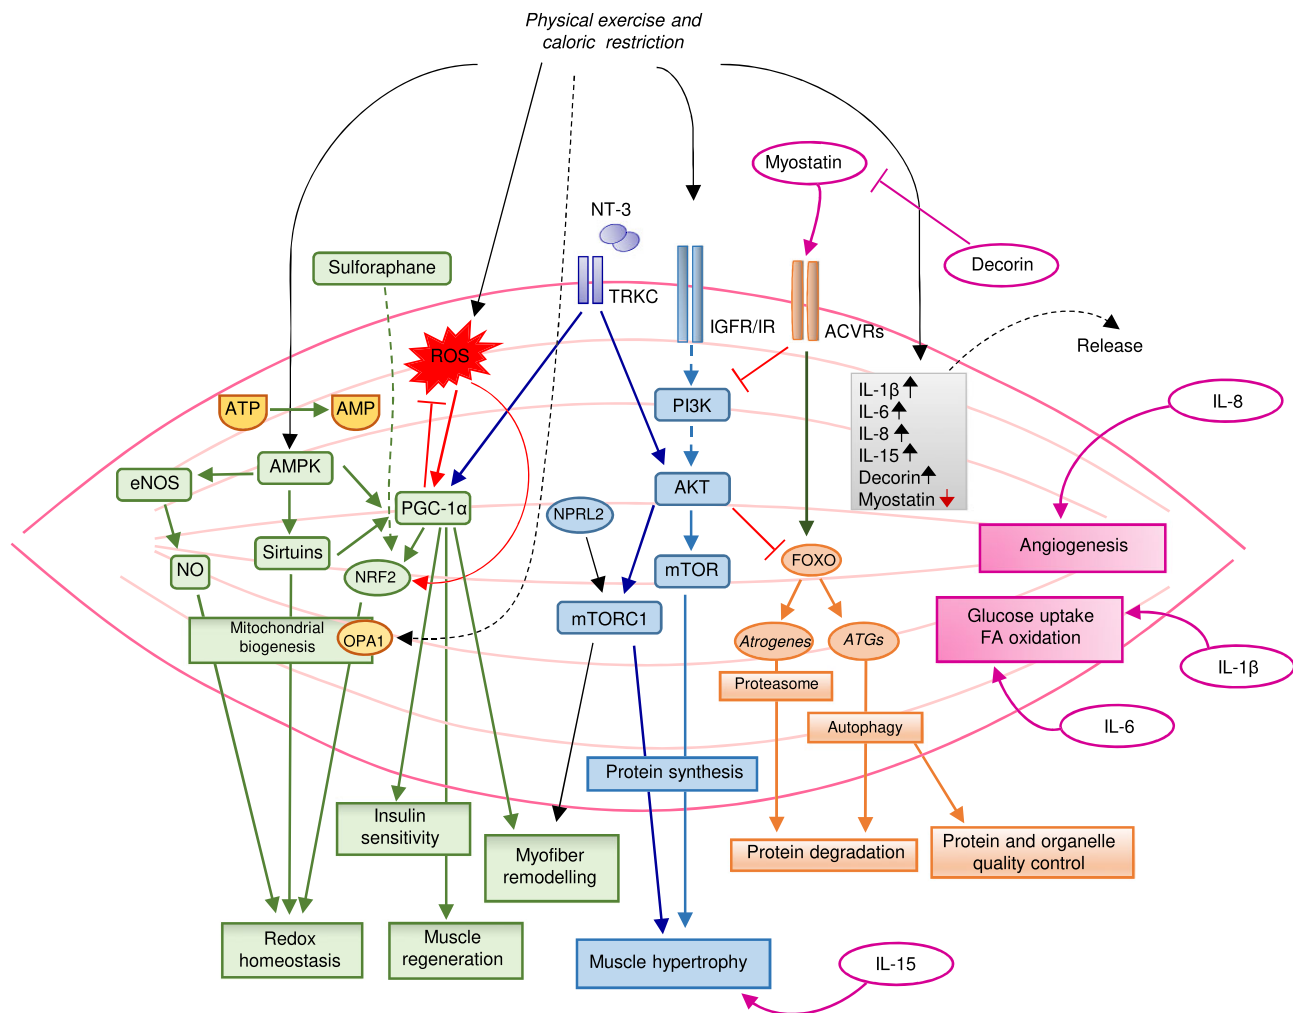 Physical exercise and
caloric restriction
Myostatin
NT-3
Decorin
Sulforaphane
TRKC
IGFR/IR
ACVRs
Release
ROS
IL-1β
IL-6
IL-8
IL-15
Decorin
Myostatin
IL-8
ATP
AMP
PI3K
AMPK
eNOS
AKT
PGC-1α
NPRL2
Angiogenesis
Sirtuins
FOXO
NO
NRF2
mTOR
mTORC1
Glucose uptake
FA oxidation
Mitochondrial
biogenesis
OPA1
Atrogenes
ATGs
IL-1β
Proteasome
IL-6
Autophagy
Protein synthesis
Insulin
sensitivity
Myofiber
remodelling
Protein degradation
Protein and organelle
quality control
Redox
homeostasis
Muscle
regeneration
Muscle hypertrophy
IL-15